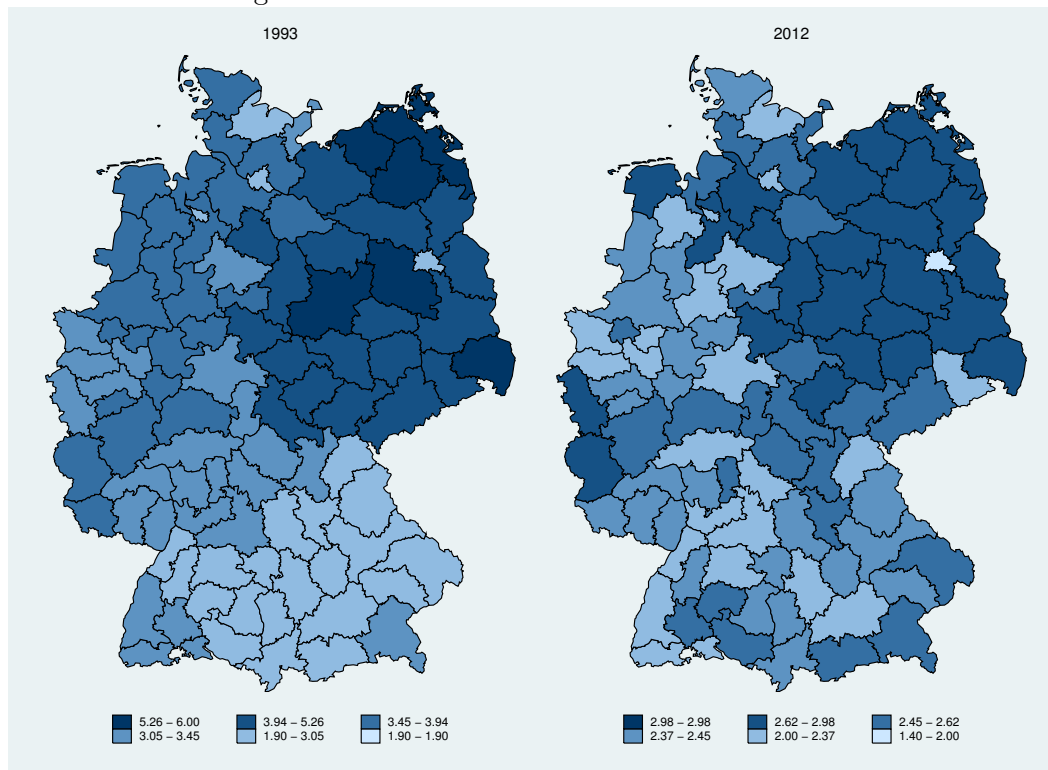 1993
2012
5.26 – 6.00 3.94 – 5.26 3.45 – 3.94
3.05 – 3.45 1.90 – 3.05 1.90 – 1.90
2.98 – 2.98 2.62 – 2.98 2.45 – 2.62
2.37 – 2.45 2.00 – 2.37 1.40 – 2.00